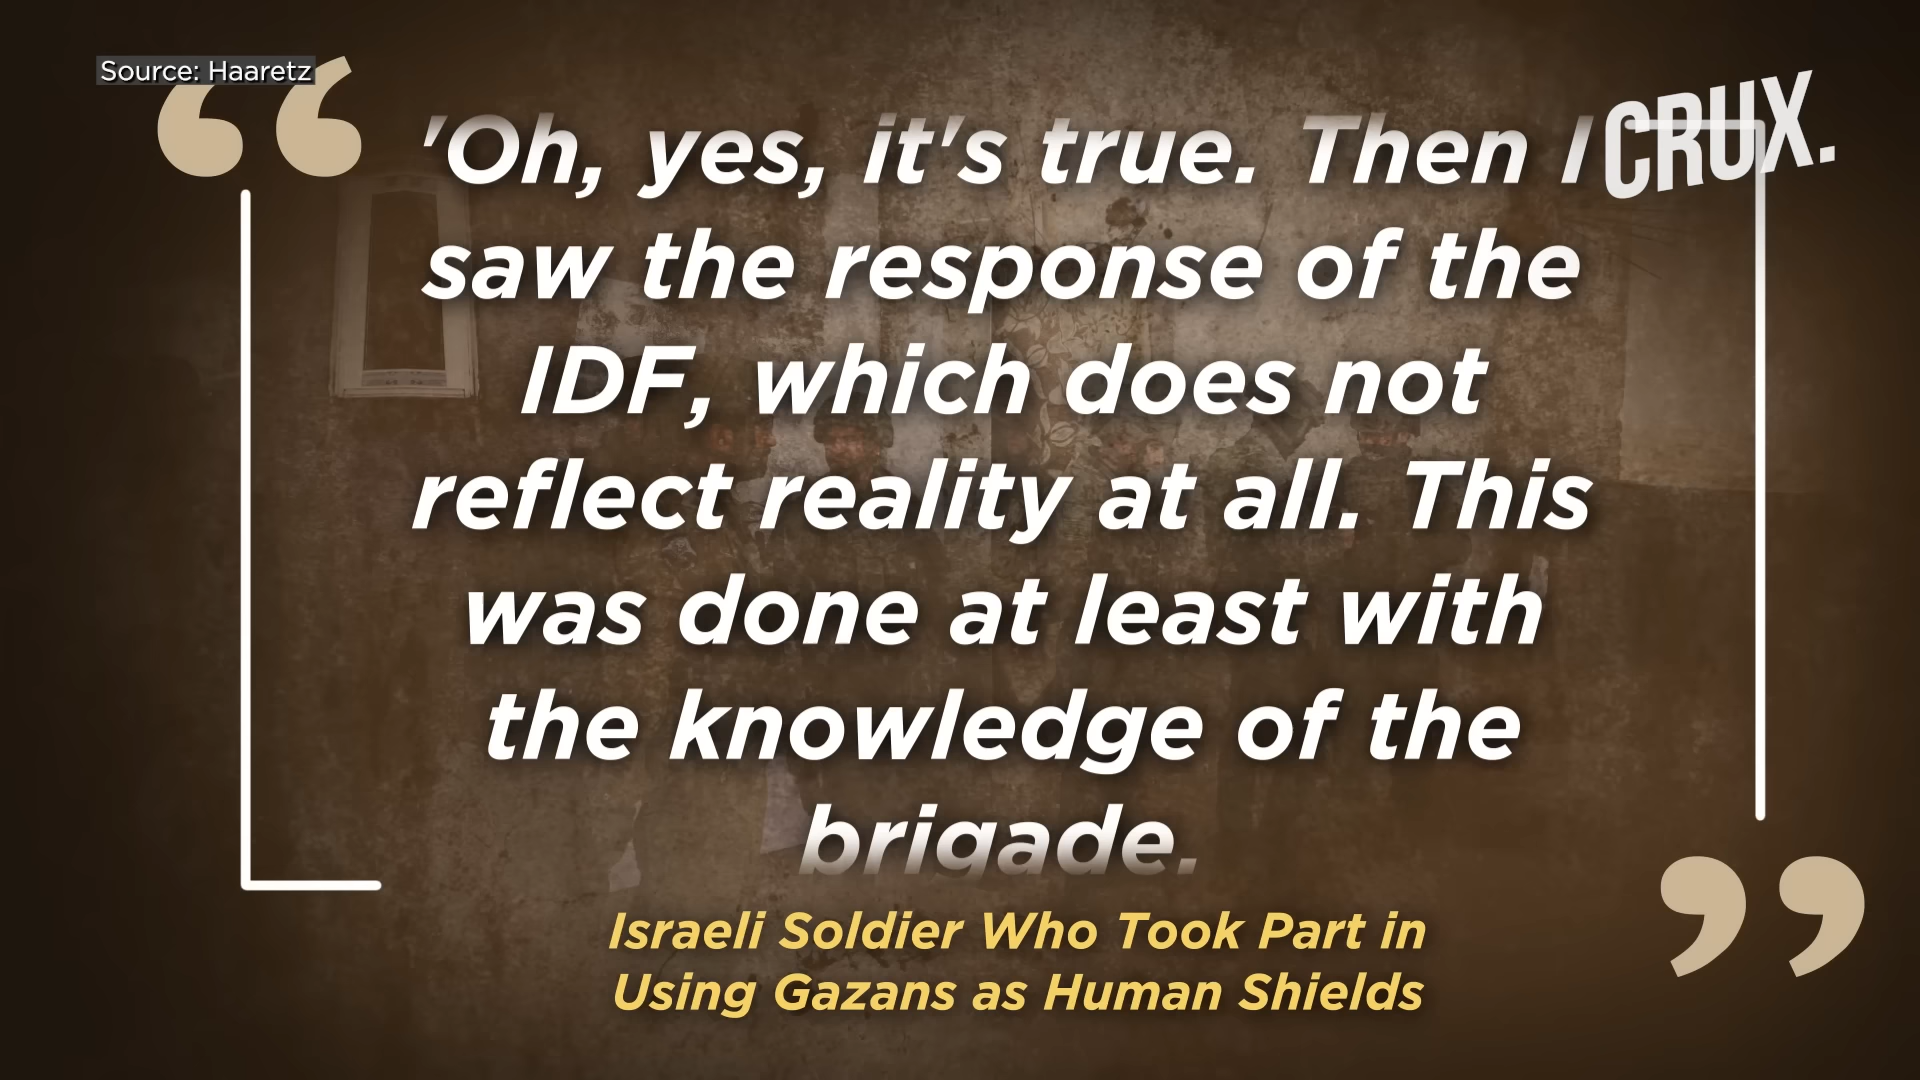 Source: Haaretz
CRUX.
“
'Oh, yes, it's true. Then I
saw the response of the
IDF, which does not
reflect reality at all. This
was done at least with
the knowledge of the
brigade.
”
Israeli Soldier Who Took Part in
Using Gazans as Human Shields